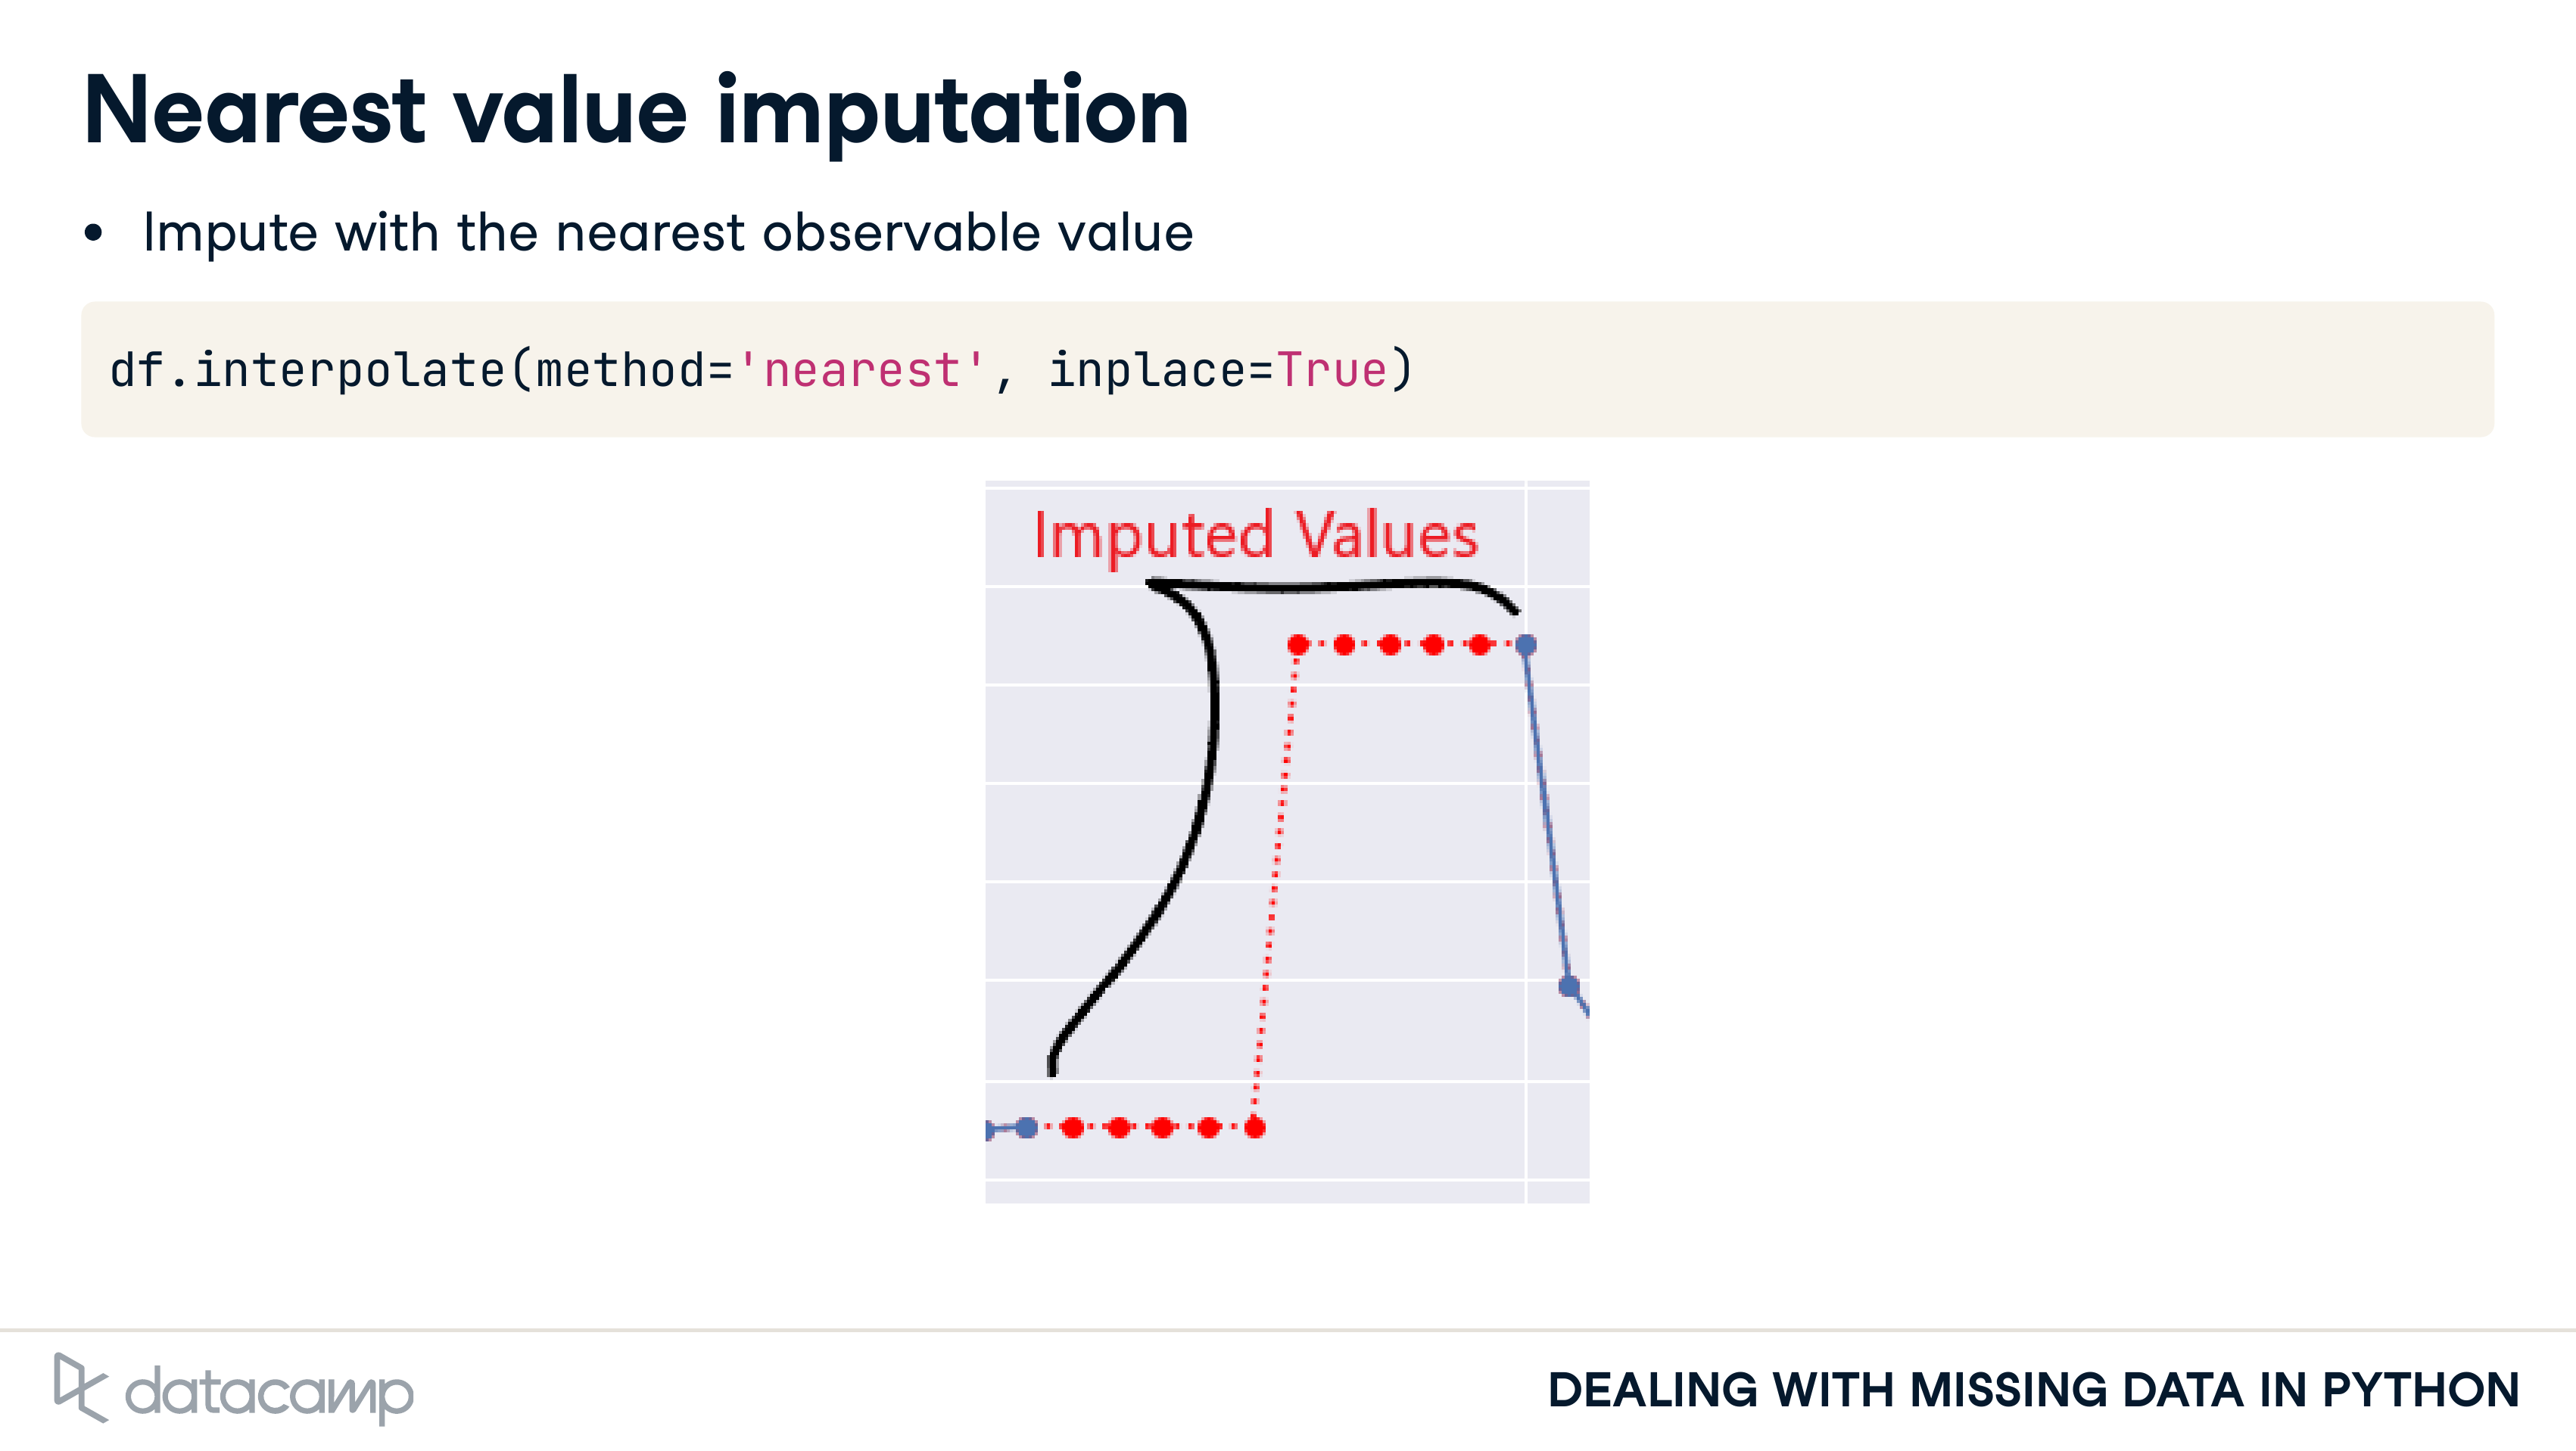 Nearest value imputation
• Impute with the nearest observable value
df.interpolate(method='nearest', inplace=True)
Imputed Values
datacamp
DEALING WITH MISSING DATA IN PYTHON